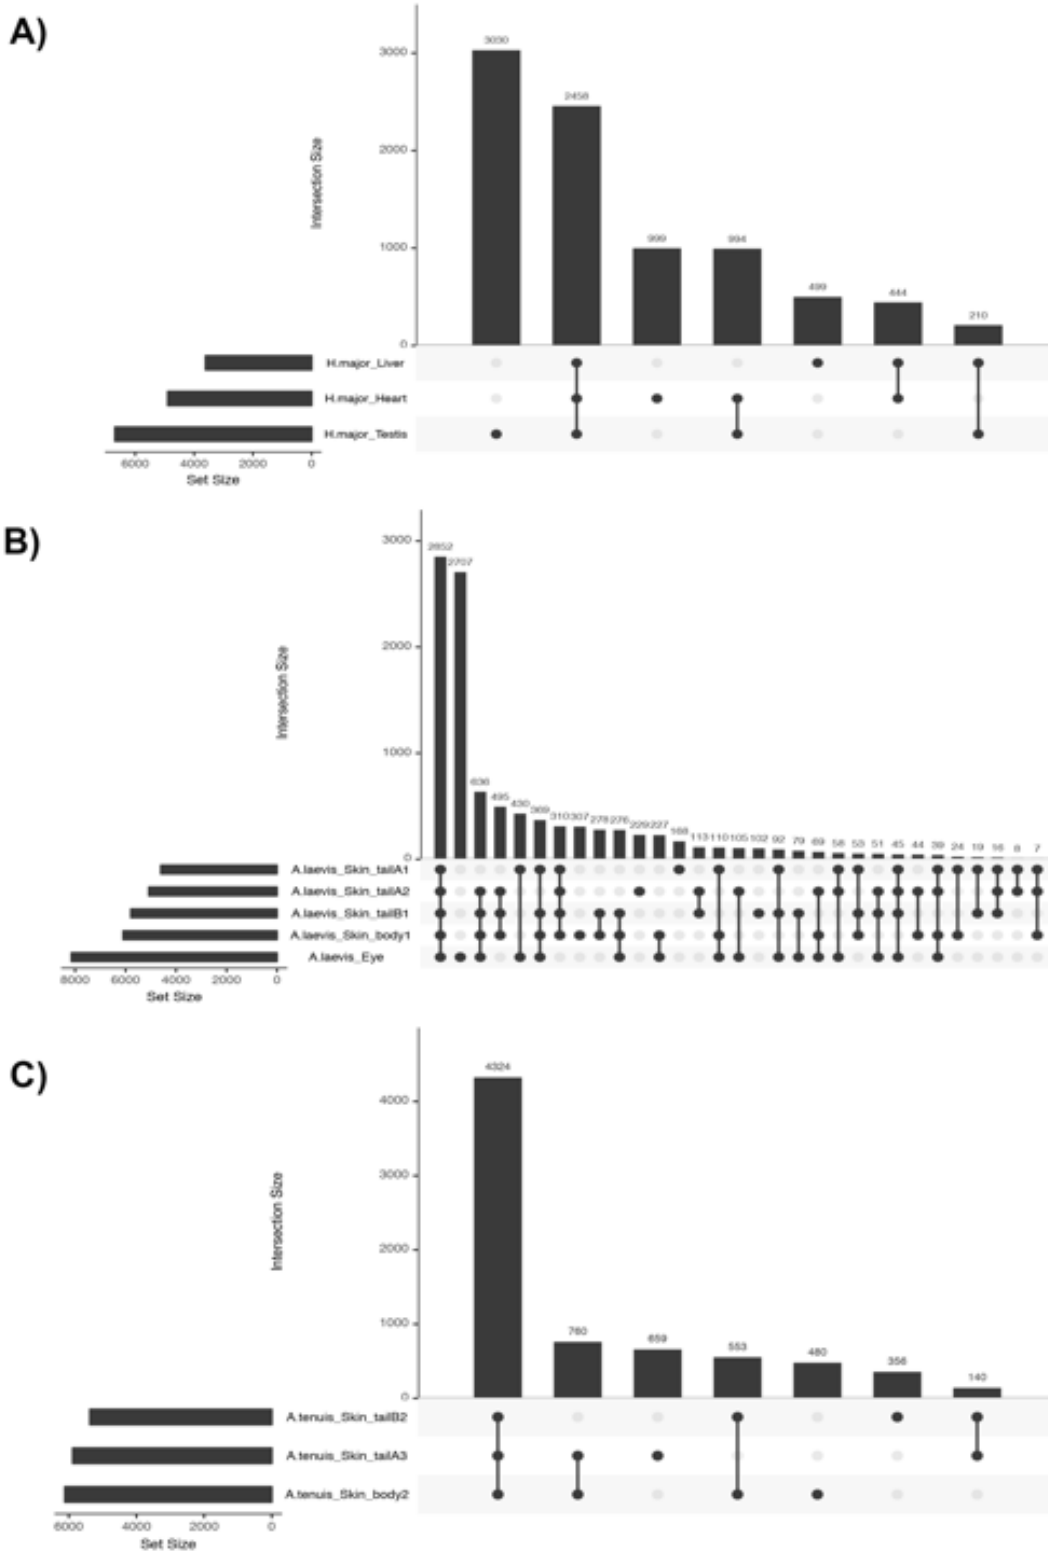 A)
3000
2000
1000
0
Intersection Size
3030
2458
999
994
499
444
210
H.major_Liver
H.major_Heart
H.major_Testis
6000 4000 2000 0
Set Size
B)
3000
2000
1000
0
Intersection Size
2852 2707 636 495 430 369 310 307 278 276 229 227 168 113 110 105 102 92 79 69 58 53 51 45 44 39 24 19 16 8 7
A.laevis_Skin_tailA1
A.laevis_Skin_tailA2
A.laevis_Skin_tailB1
A.laevis_Skin_body1
A.laevis_Eye
8000 6000 4000 2000 0
Set Size
C)
4000
3000
2000
1000
0
Intersection Size
4324
760
659
553
480
356
140
A.tenuis_Skin_tailB2
A.tenuis_Skin_tailA3
A.tenuis_Skin_body2
6000 4000 2000 0
Set Size